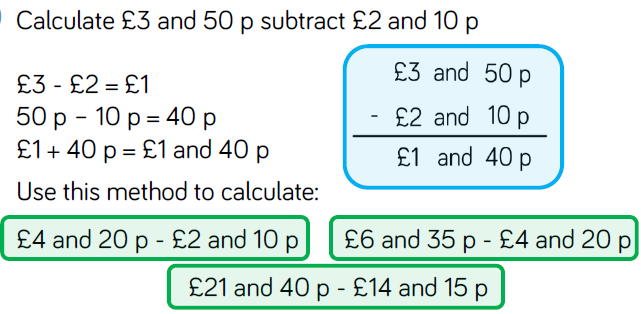 Calculate £3 and 50 p subtract £2 and 10 p
£3 - £2 = £1
50 p - 10 p = 40 p
£1 + 40 p = £1 and 40 p
£3 and 50 p
- £2 and 10 p
£1 and 40 p
Use this method to calculate:
£4 and 20 p - £2 and 10 p
£6 and 35 p - £4 and 20 p
£21 and 40 p - £14 and 15 p